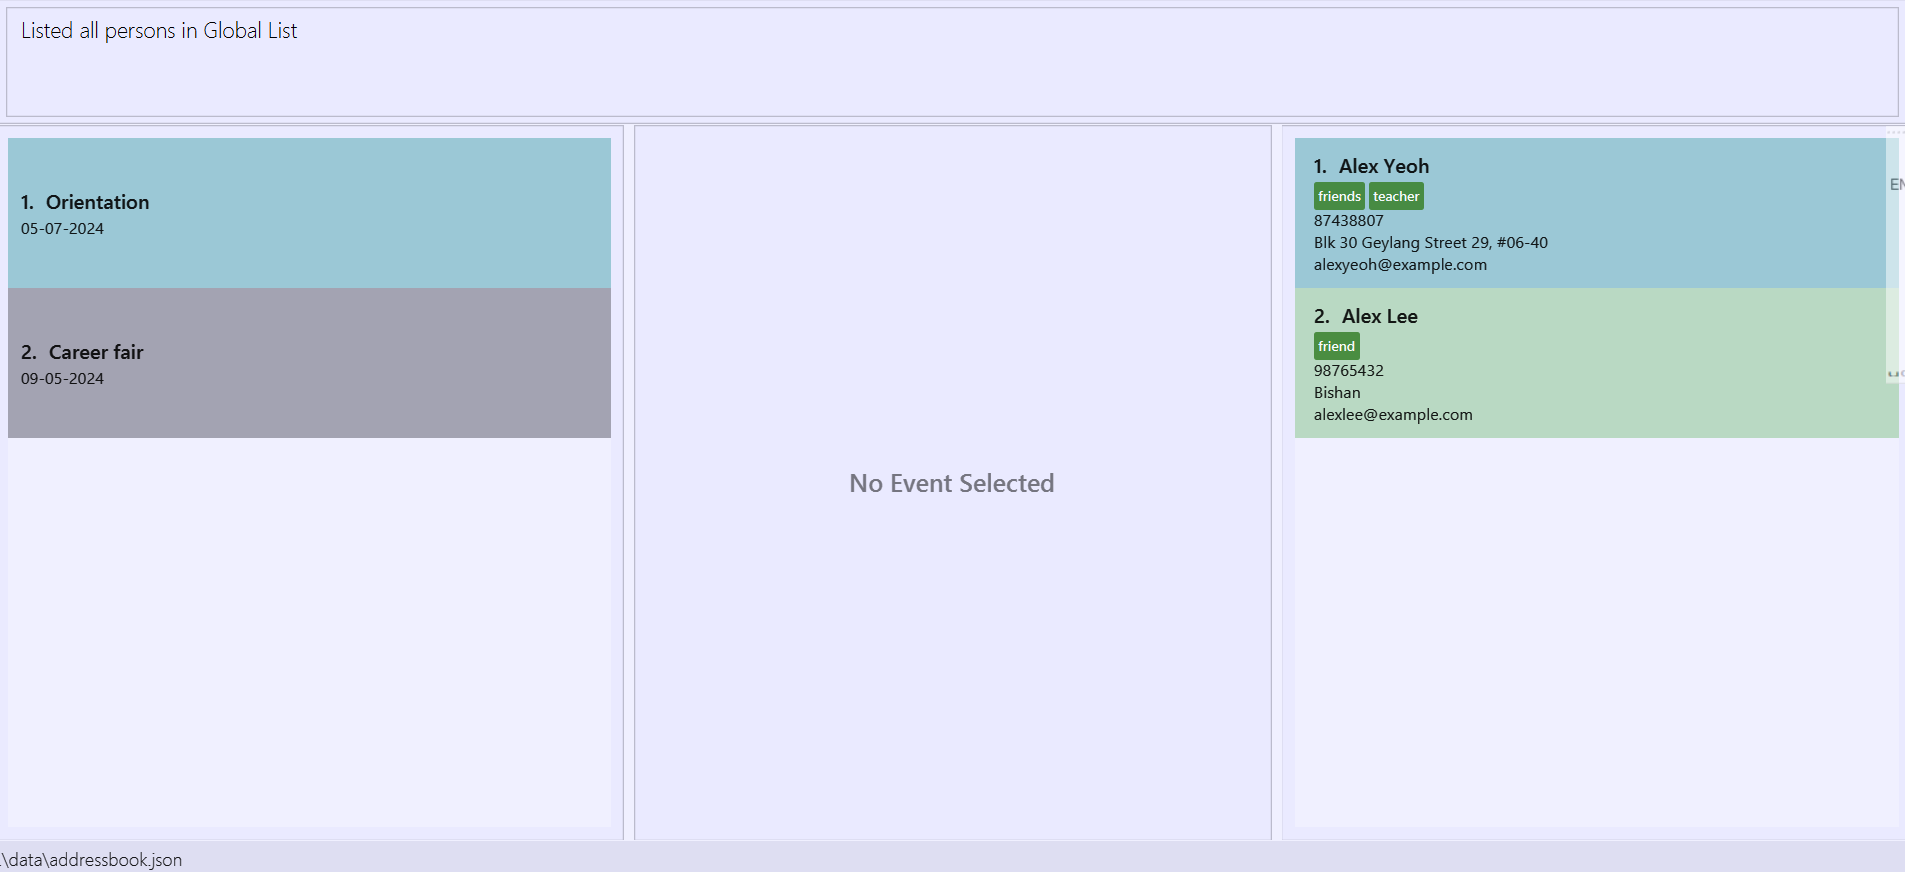 Listed all persons in Global List
1. Orientation
05-07-2024
2. Career fair
09-05-2024
No Event Selected
1. Alex Yeoh
friends teacher
87438807
Blk 30 Geylang Street 29, #06-40
alexyeoh@example.com
2. Alex Lee
friend
98765432
Bishan
alexlee@example.com
\data\addressbook.json